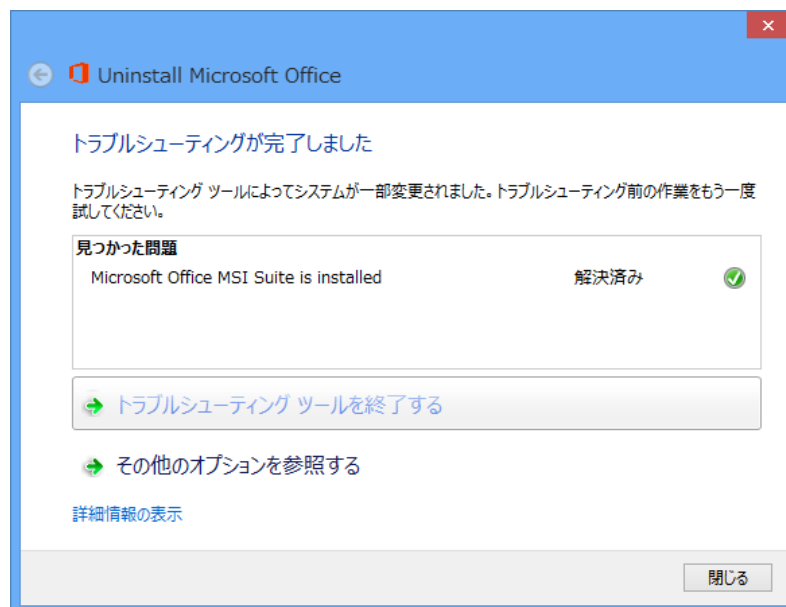 Uninstall Microsoft Office
トラブルシューティングが完了しました
トラブルシューティング ツールによってシステムが一部変更されました。トラブルシューティング前の作業をもう一度
試してください。
見つかった問題
Microsoft Office MSI Suite is installed 解決済み
トラブルシューティング ツールを終了する
その他のオプションを参照する
詳細情報の表示
閉じる